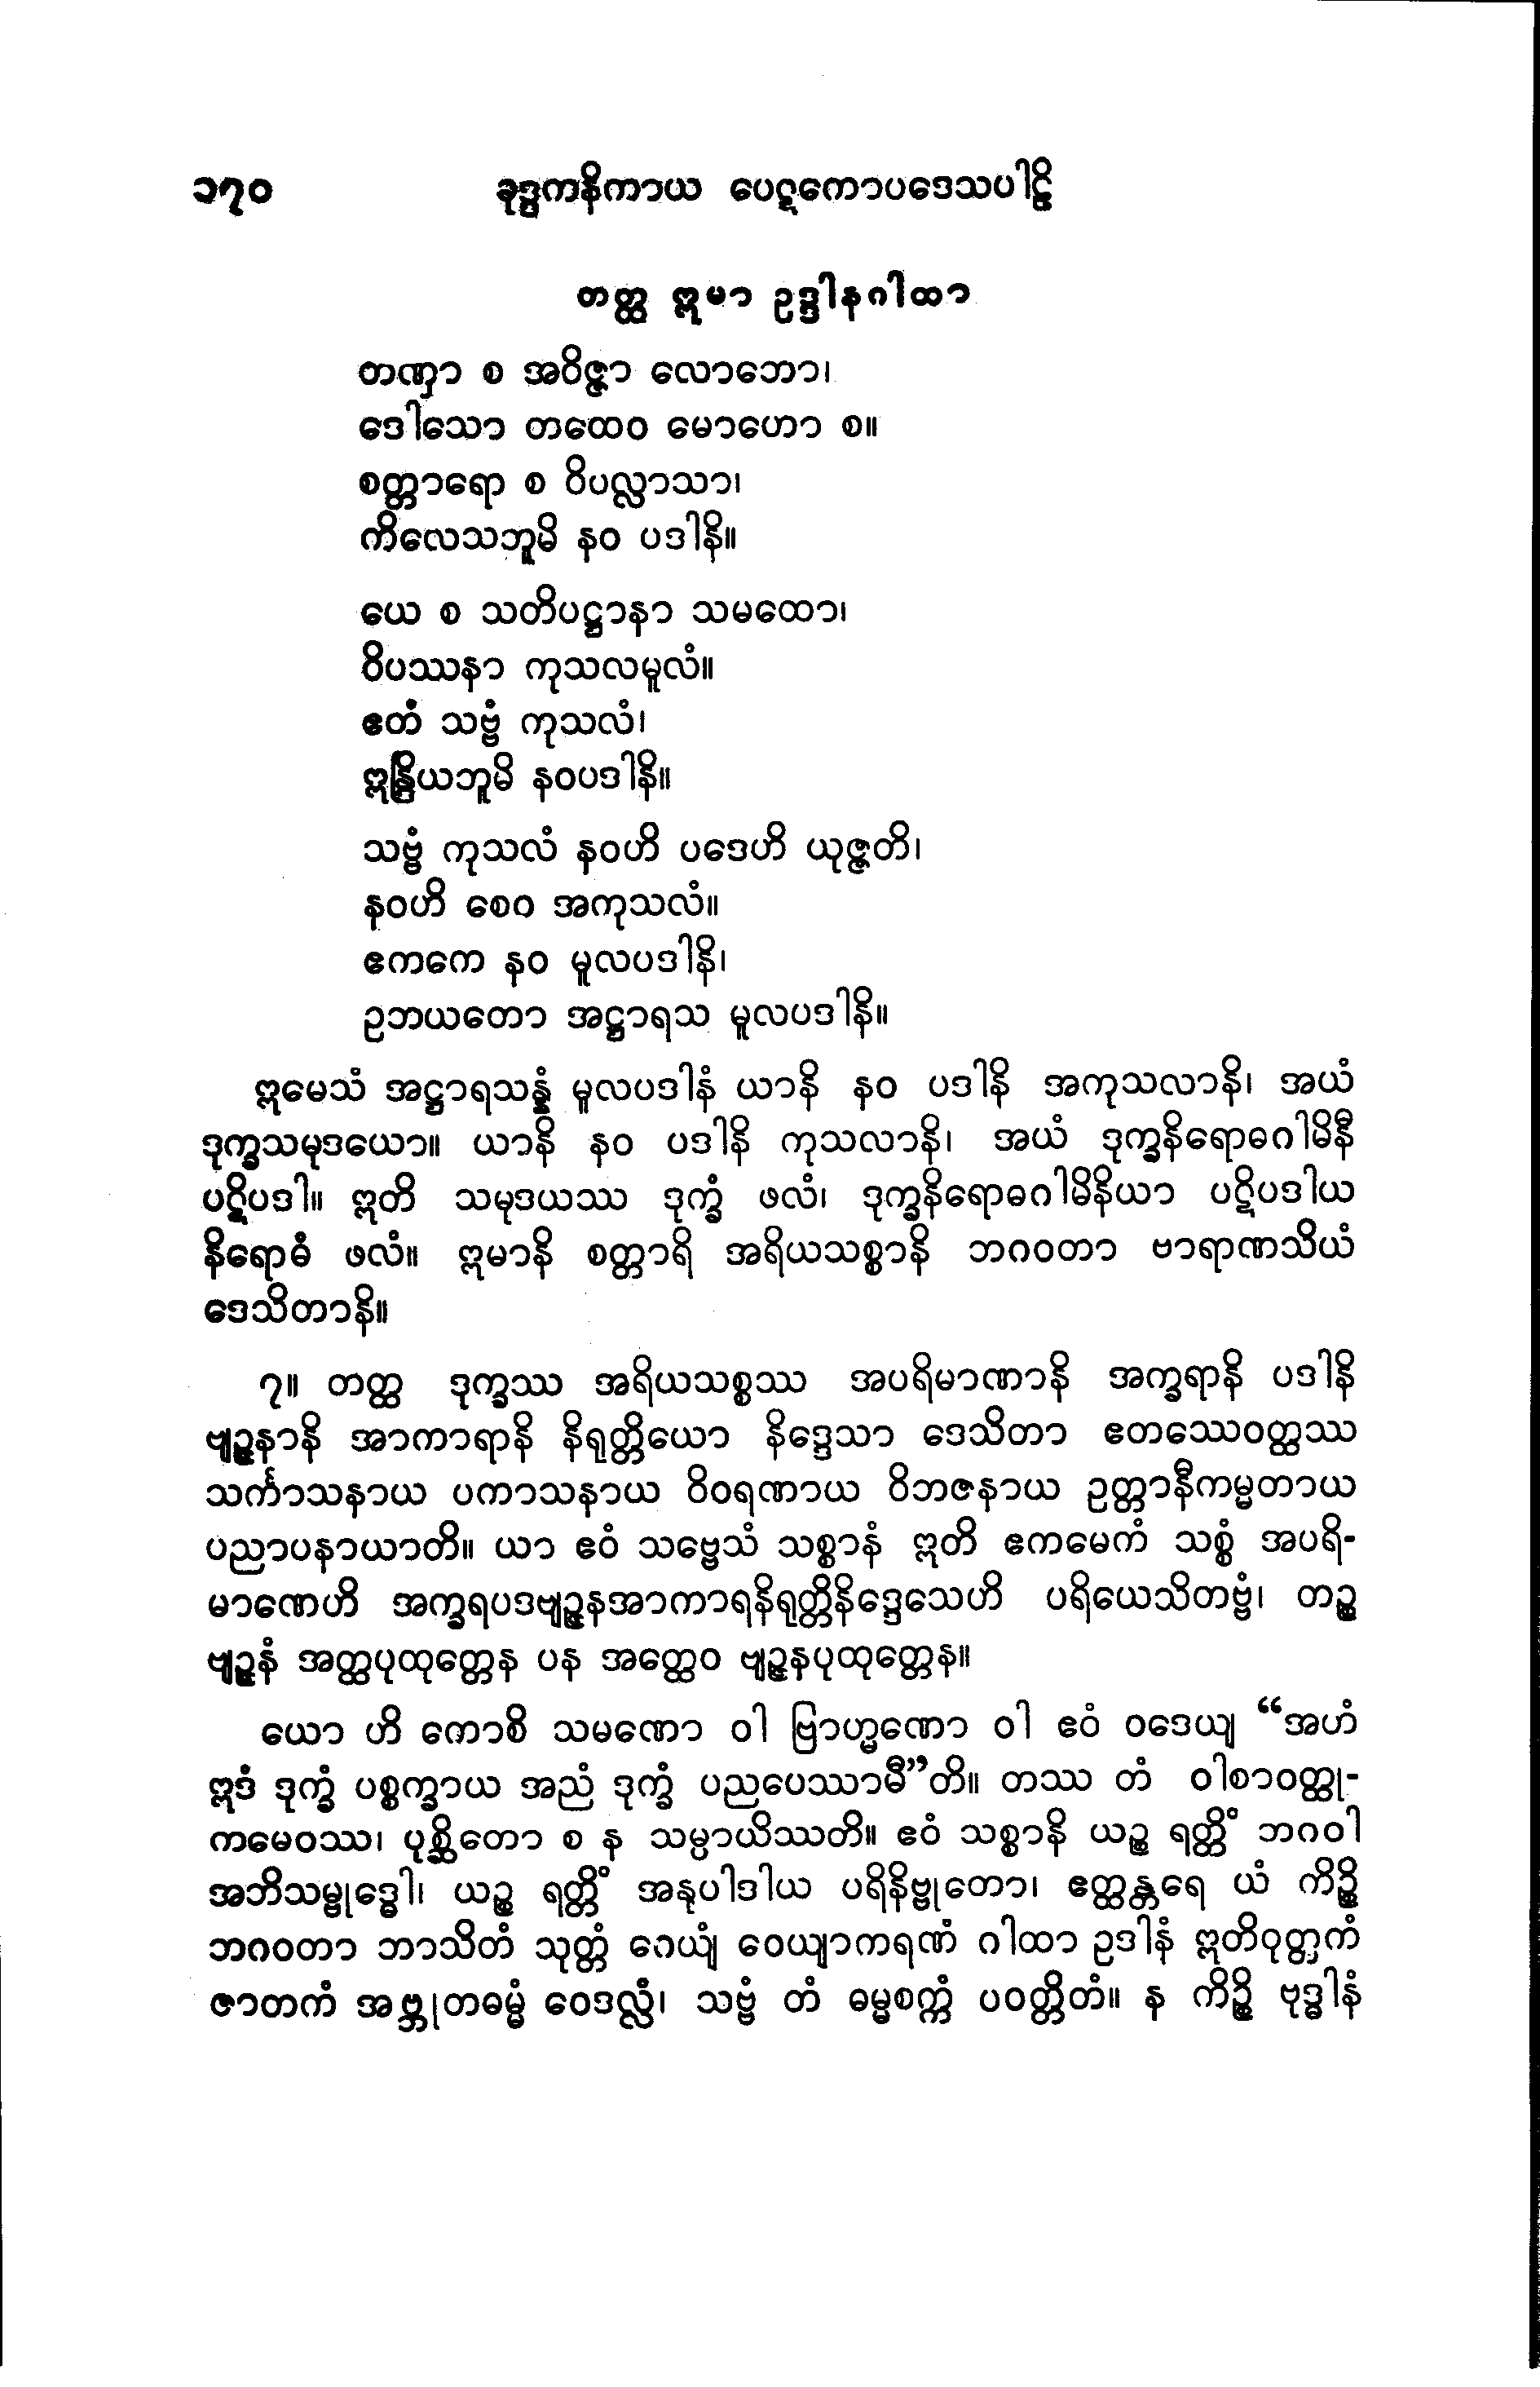 ၁၇၀ ခုဒ္ဒကနိကာယ ပေဋကောပဒေသပါဠိ
တတ္ထ ဣမာ ဥဒ္ဒါနဂါထာ
တဏှာ စ အဝိဇ္ဇာ လောဘော၊
ဒေါသော တထေဝ မောဟော စ။
စတ္တာရော စ ဝိပလ္လာသာ၊
ကိလေသဘူမိ နဝ ပဒါနိ။
ယေ စ သတိပဋ္ဌာနာ သမထော၊
ဝိပဿနာ ကုသလမူလံ။
ဧတံ သဗ္ဗံ ကုသလံ၊
ဣန္ဒြိယဘူမိ နဝပဒါနိ။
သဗ္ဗံ ကုသလံ နဝဟိ ပဒေဟိ ယုဇ္ဇတိ၊
နဝဟိ စေဝ အကုသလံ။
ဧကကေ နဝ မူလပဒါနိ၊
ဥဘယတော အဋ္ဌာရသ မူလပဒါနိ။
ဣမေသံ အဋ္ဌာရသန္နံ မူလပဒါနံ ယာနိ နဝ ပဒါနိ အကုသလာနိ၊ အယံ
ဒုက္ခသမုဒယော။ ယာနိ နဝ ပဒါနိ ကုသလာနိ၊ အယံ ဒုက္ခနိရောဓဂါမိနီ
ပဋိပဒါ။ ဣတိ သမုဒယဿ ဒုက္ခံ ဖလံ၊ ဒုက္ခနိရောဓဂါမိနိယာ ပဋိပဒါယ
နိရောဓံ ဖလံ။ ဣမာနိ စတ္တာရိ အရိယသစ္စာနိ ဘဂဝတာ ဗာရာဏသိယံ
ဒေသိတာနိ။
၇။ တတ္ထ ဒုက္ခဿ အရိယသစ္စဿ အပရိမာဏာနိ အက္ခရာနိ ပဒါနိ
ဗျဉ္ဇနာနိ အာကာရာနိ နိရုတ္တိယော နိဒ္ဒေသာ ဒေသိတာ ဧတဿေဝတ္ထဿ
သင်္ကာသနာယ ပကာသနာယ ဝိဝရဏာယ ဝိဘဇနာယ ဥတ္တာနီကမ္မတာယ
ပညာပနာယာတိ။ ယာ ဧဝံ သဗ္ဗေသံ သစ္စာနံ ဣတိ ဧကမေကံ သစ္စံ အပရိ-
မာဏေဟိ အက္ခရပဒဗျဉ္ဇနအာကာရနိရုတ္တိနိဒ္ဒေသေဟိ ပရိယေသိတဗ္ဗံ၊ တဉ္စ
ဗျဉ္ဇနံ အတ္ထပုထုတ္တေန ပန အတ္ထေဝ ဗျဉ္ဇနပုထုတ္တေန။
ယော ဟိ ကောစိ သမဏော ဝါ ဗြာဟ္မဏော ဝါ ဧဝံ ဝဒေယျ “အဟံ
ဣဒံ ဒုက္ခံ ပစ္စက္ခာယ အညံ ဒုက္ခံ ပညပေဿာမီ”တိ။ တဿ တံ ဝါစာဝတ္ထု-
ကမေဝဿ၊ ပုစ္ဆိတော စ န သမ္ပာယိဿတိ။ ဧဝံ သစ္စာနိ ယဉ္စ ရတ္တိံ ဘဂဝါ
အဘိသမ္ဗုဒ္ဓေါ၊ ယဉ္စ ရတ္တိံ အနုပါဒါယ ပရိနိဗ္ဗုတော၊ ဧတ္ထန္တရေ ယံ ကိဉ္စိ
ဘဂဝတာ ဘာသိတံ သုတ္တံ ဂေယျံ ဝေယျာကရဏံ ဂါထာ ဥဒါနံ ဣတိဝုတ္တကံ
ဇာတကံ အဗ္ဘုတဓမ္မံ ဝေဒလ္လံ၊ သဗ္ဗံ တံ ဓမ္မစက္ကံ ပဝတ္တိတံ။ န ကိဉ္စိ ဗုဒ္ဓါနံ